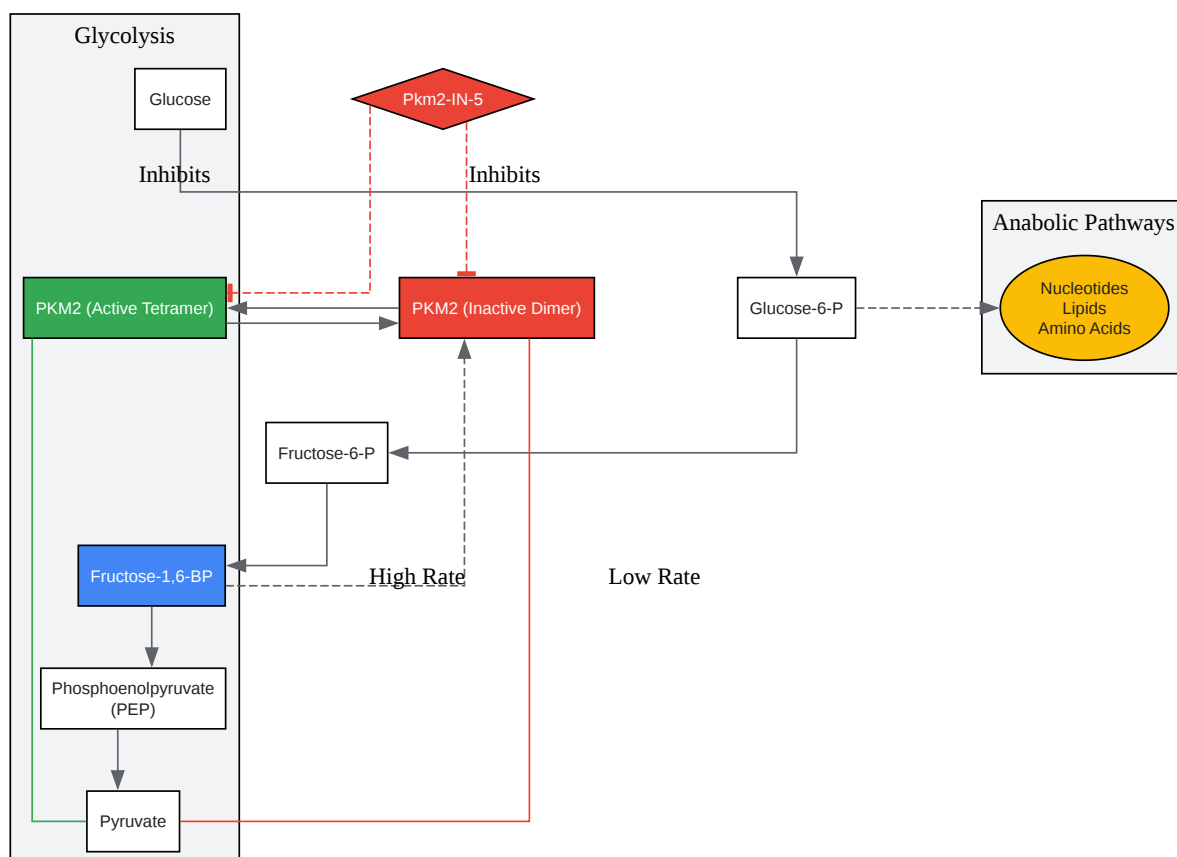 Glycolysis
Glucose
Pkm2-IN-5
Inhibits
Inhibits
Anabolic Pathways
PKM2 (Active Tetramer)
PKM2 (Inactive Dimer)
Glucose-6-P
Nucleotides
Lipids
Amino Acids
Fructose-6-P
Fructose-1,6-BP
High Rate
Low Rate
Phosphoenolpyruvate
(PEP)
Pyruvate